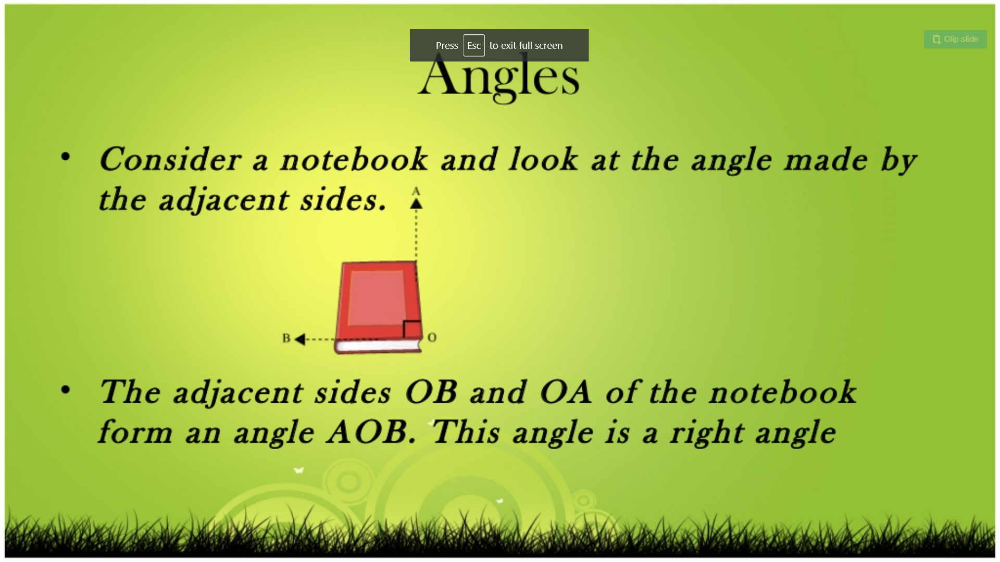 Press Esc to exit full screen
Clip slide
Angles
• Consider a notebook and look at the angle made by
the adjacent sides.
A
B
O
• The adjacent sides OB and OA of the notebook
form an angle AOB. This angle is a right angle